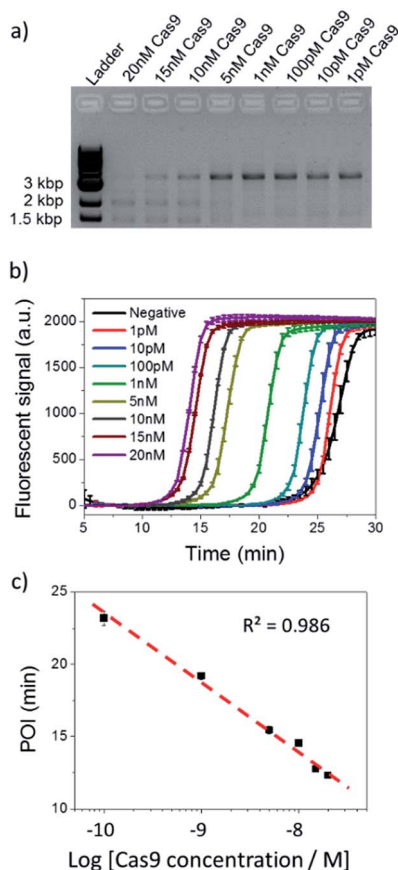 a)
Ladder
20nM Cas9
15nM Cas9
10nM Cas9
5nM Cas9
1nM Cas9
100pM Cas9
10pM Cas9
1pM Cas9
3 kbp
2 kbp
1.5 kbp
b)
Fluorescent signal (a.u.)
2000
1500
1000
500
0
Negative
1pM
10pM
100pM
1nM
5nM
10nM
15nM
20nM
5 10 15 20 25 30
Time (min)
c)
POI (min)
25
20
15
10
R² = 0.986
-10 -9 -8
Log [Cas9 concentration / M]